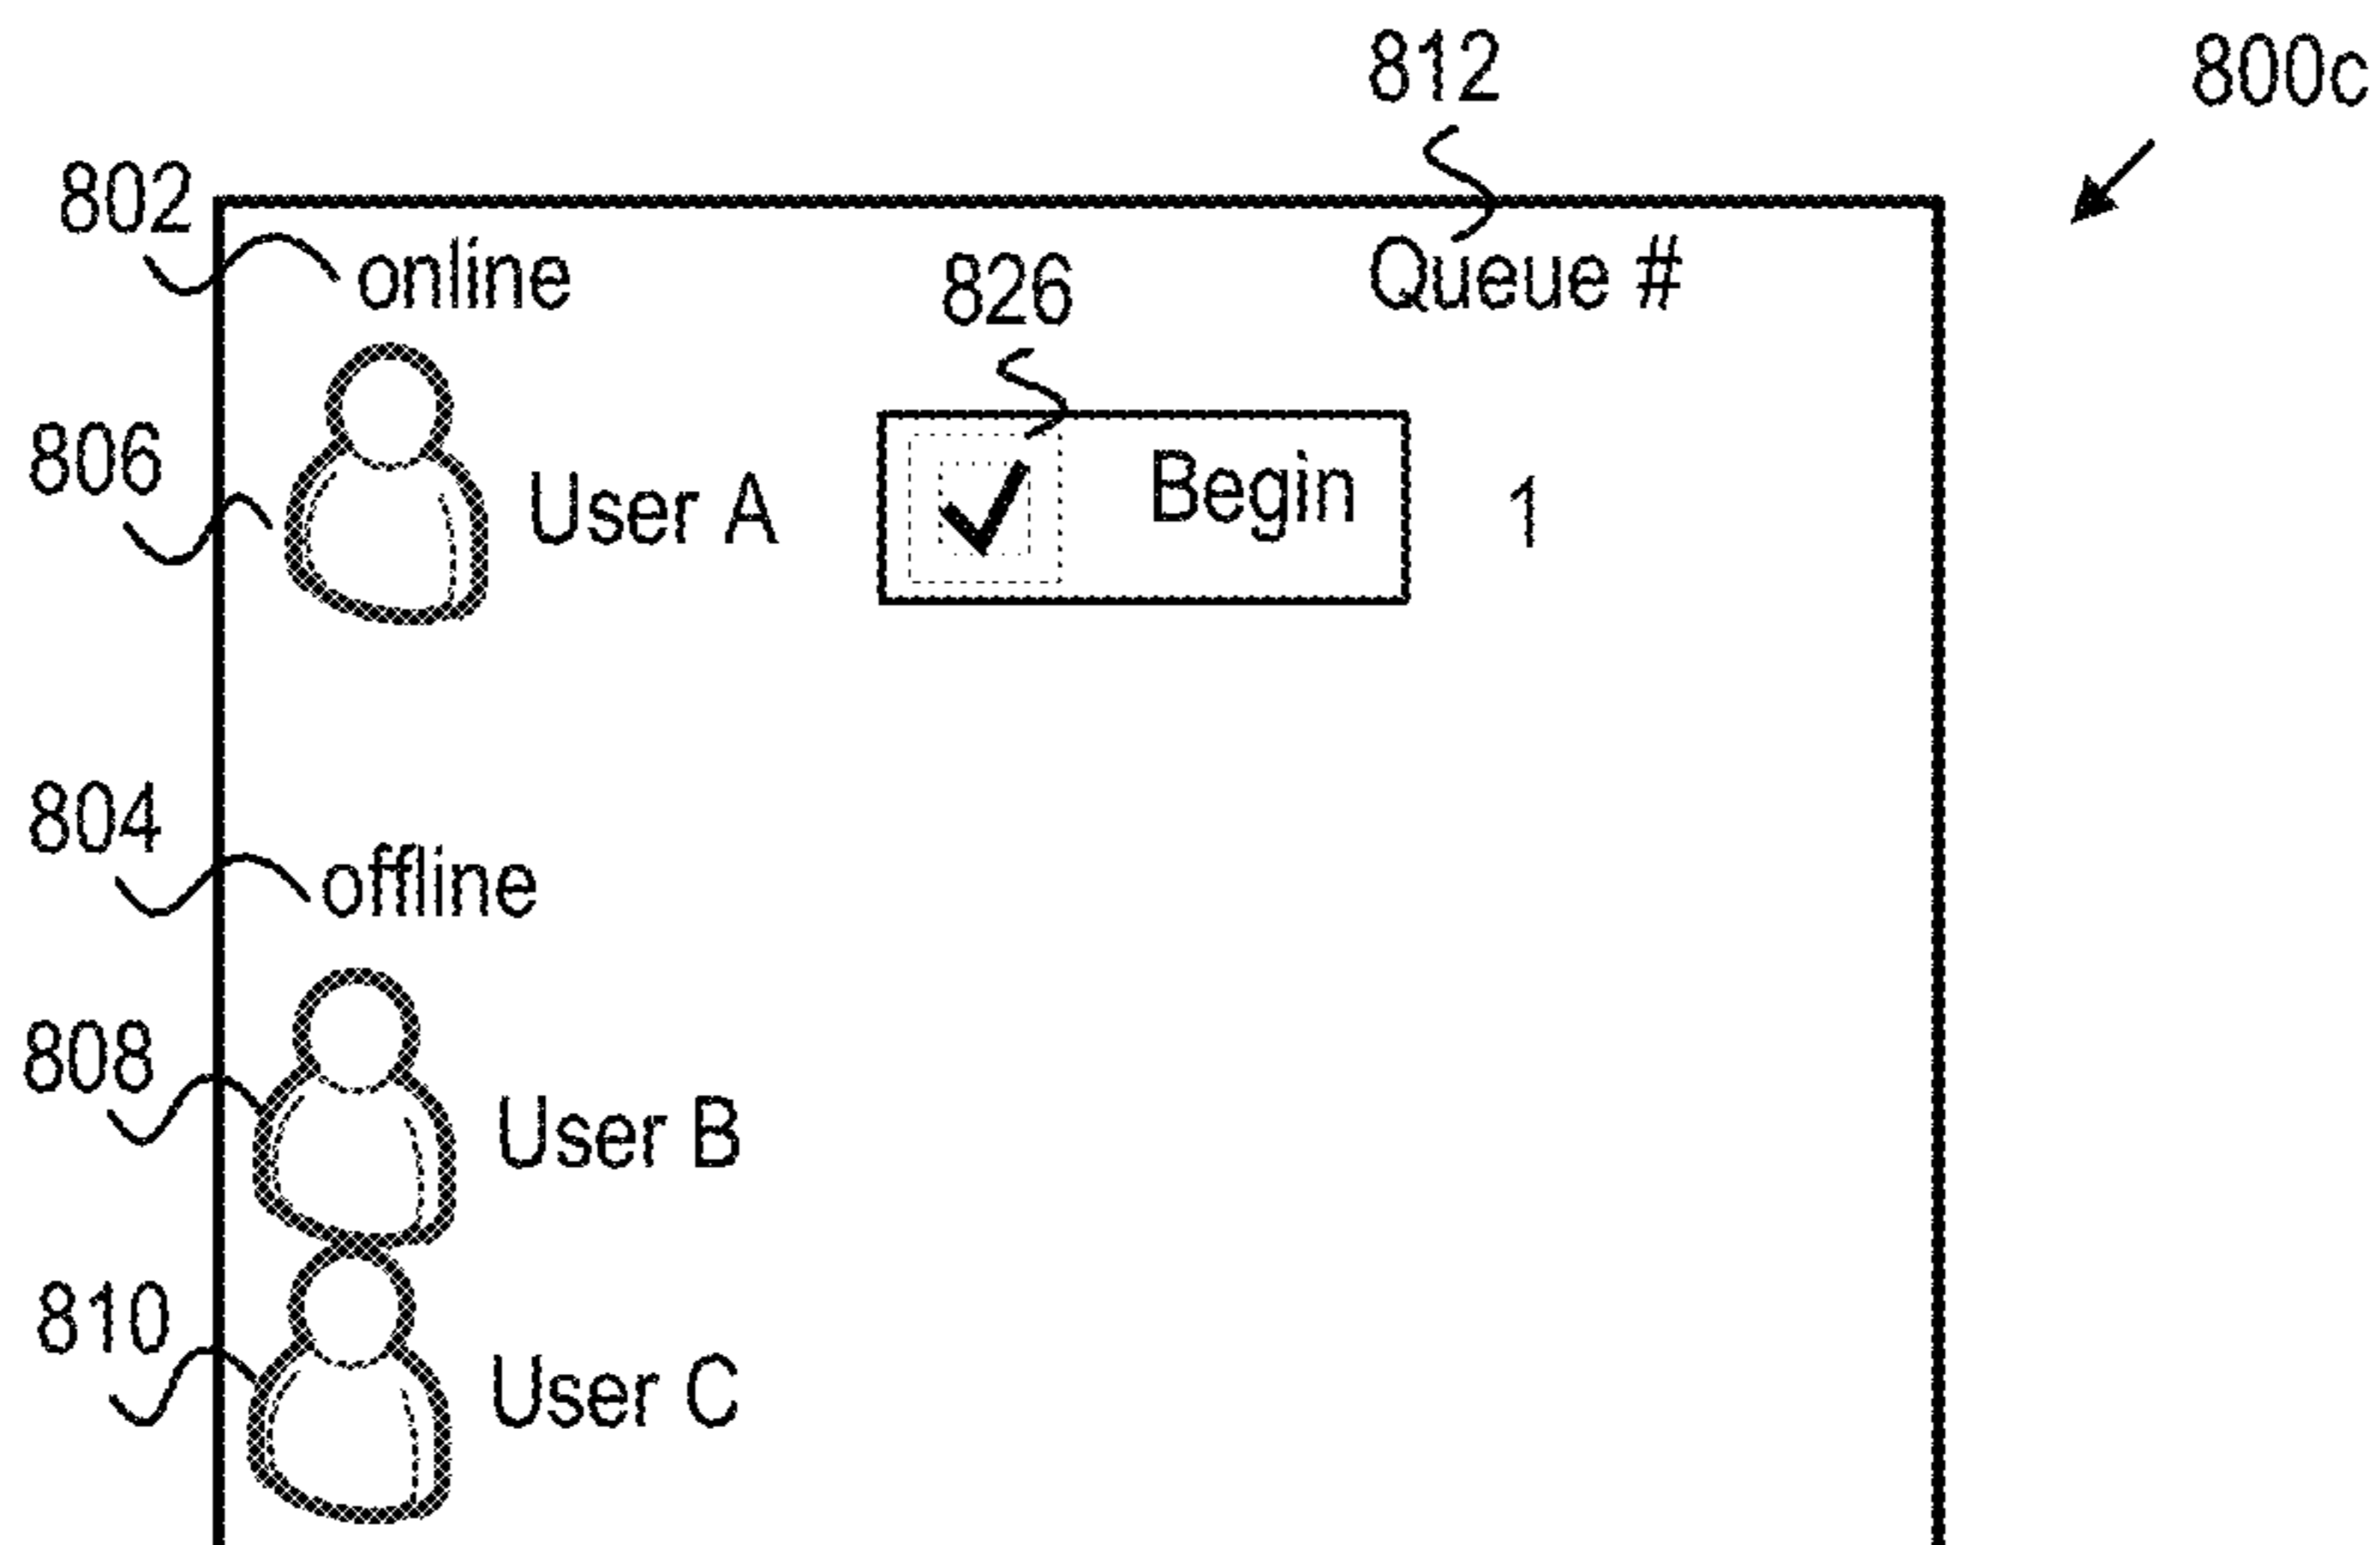 812
800c
802
online
826
Queue #
806
User A
Begin
1
804
offline
808
User B
810
User C